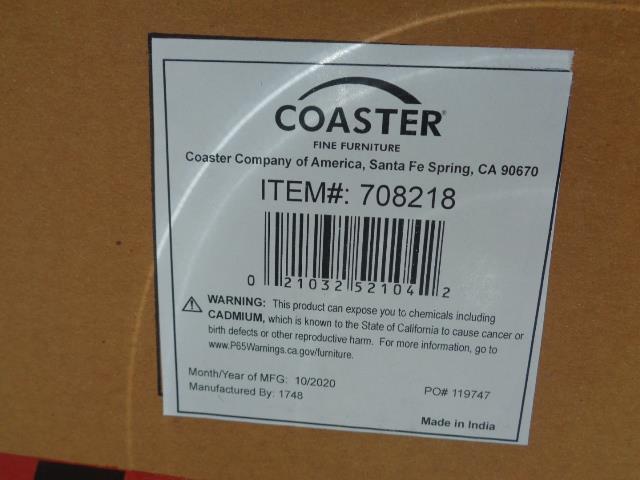 COASTER®
FINE FURNITURE
Coaster Company of America, Santa Fe Spring, CA 90670
ITEM#: 708218
0 21032 52104 2
WARNING: This product can expose you to chemicals including
CADMIUM, which is known to the State of California to cause cancer or
birth defects or other reproductive harm. For more information, go to
www.P65Warnings.ca.gov/furniture.
Month/Year of MFG: 10/2020
Manufactured By: 1748
PO# 119747
Made in India